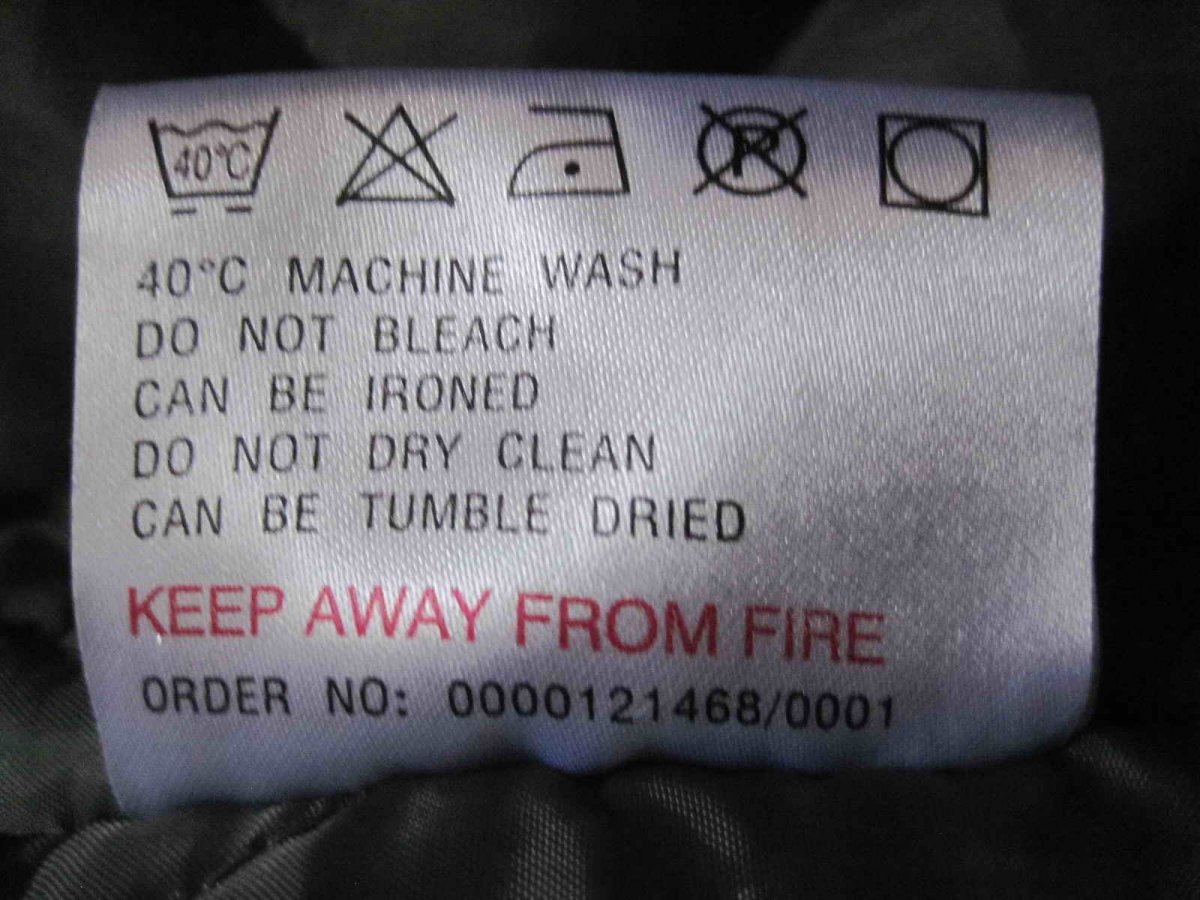 40°C
P
40°C MACHINE WASH
DO NOT BLEACH
CAN BE IRONED
DO NOT DRY CLEAN
CAN BE TUMBLE DRIED
KEEP AWAY FROM FIRE
ORDER NO: 0000121468/0001